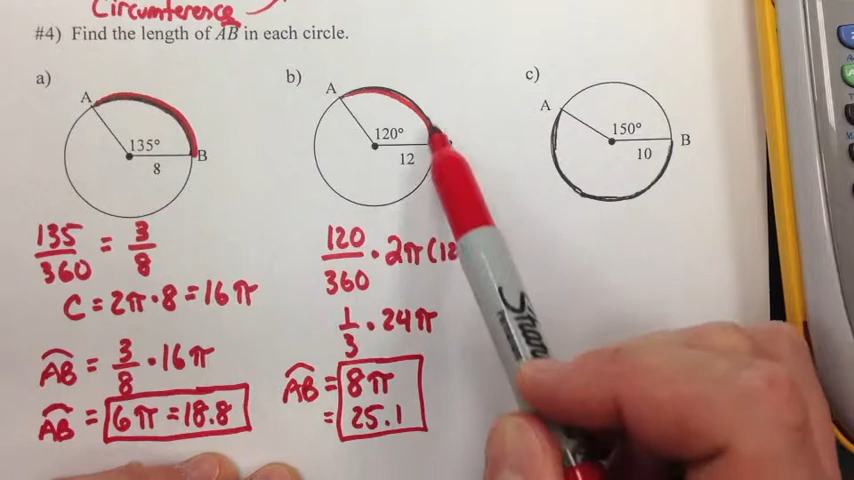 Circumference
#4) Find the length of AB in each circle.
a)
A
135°
B
8
135/360 = 3/8
C = 2π・8 = 16π
AB = 3/8・16π
AB = 6π = 18.8
b)
A
120°
12
120/360・2π(12
1/3・24π
AB = 8π
= 25.1
c)
A
150°
B
10